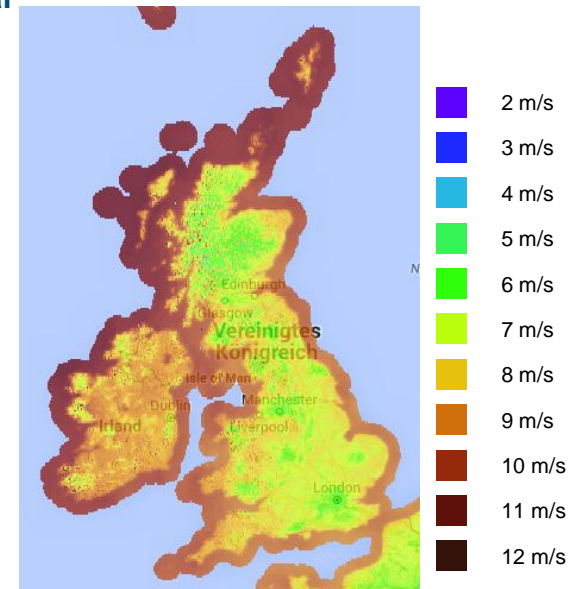 al
2 m/s
3 m/s
4 m/s
5 m/s
6 m/s
7 m/s
8 m/s
9 m/s
10 m/s
11 m/s
12 m/s
N
Edinburgh
Glasgow
Vereinigtes
Königreich
Isle of Man
Dublin
Irland
Manchester
Liverpool
London